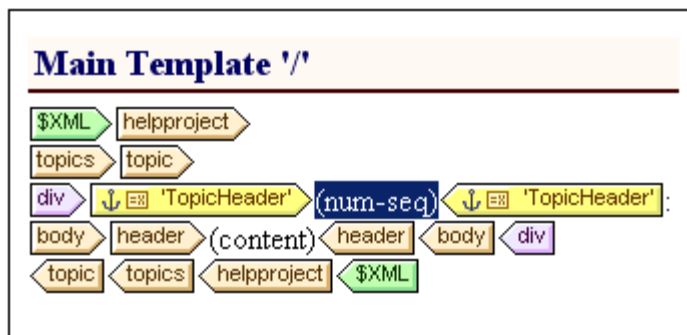 Main Template '/'
$XML helpproject
topics topic
div 'TopicHeader' (num-seq) 'TopicHeader' :
body header (content) header body div
topic topics helpproject $XML